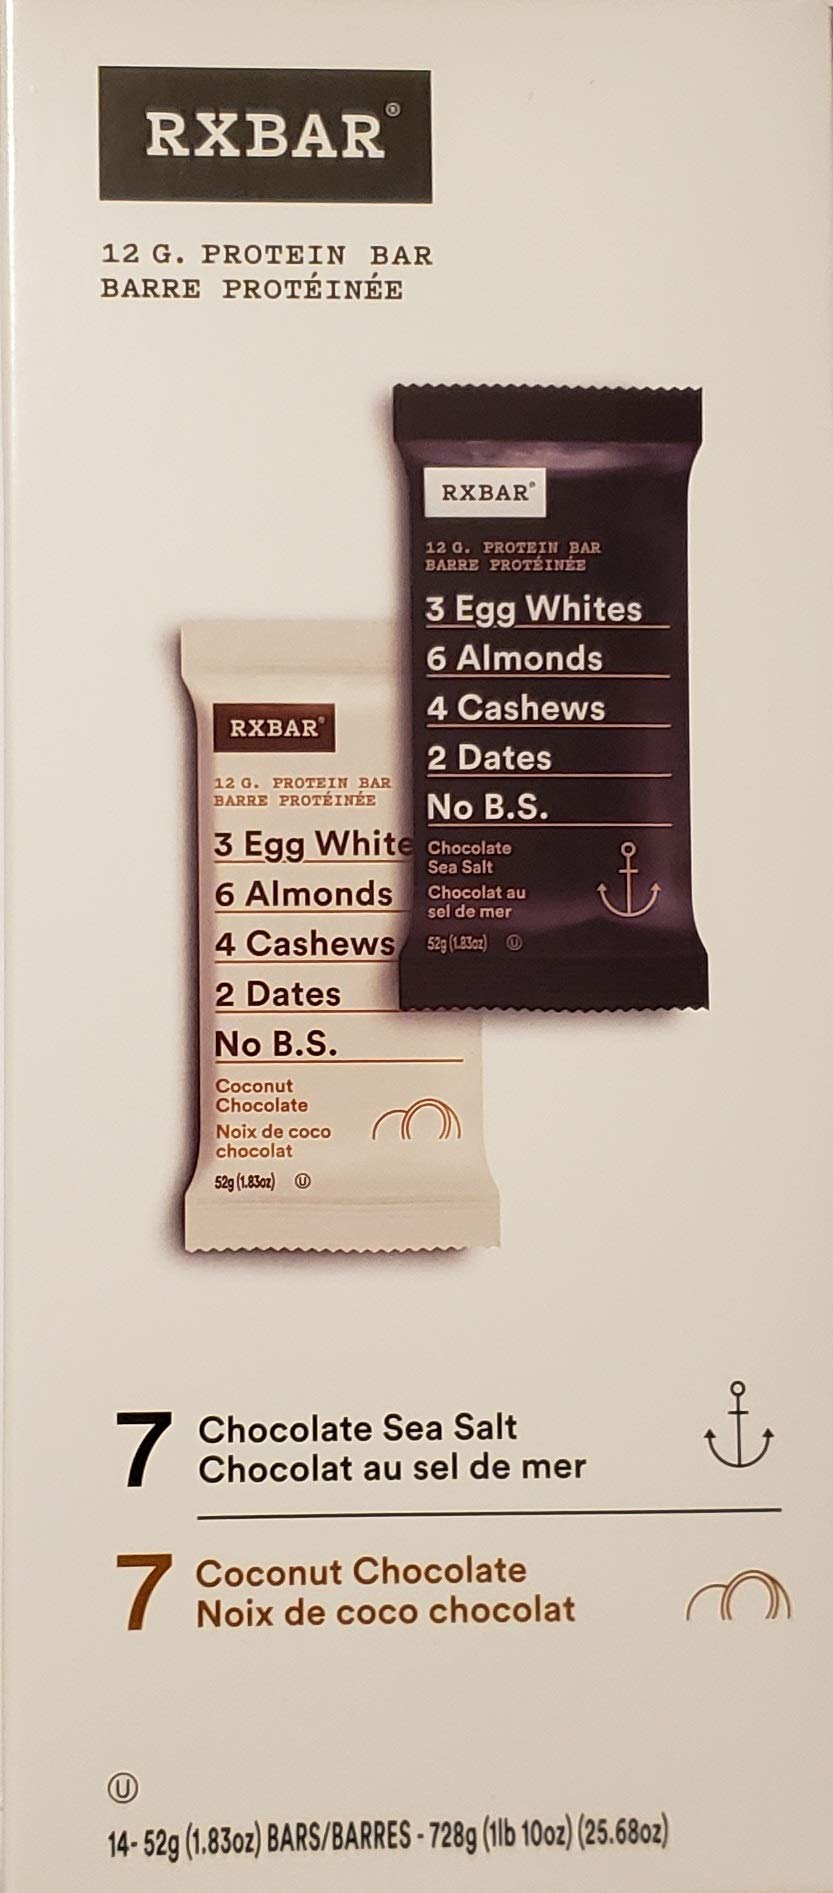 RXBAR®
12 G. PROTEIN BAR
BARRE PROTÉINÉE
RXBAR®
12 G. PROTEIN BAR
BARRE PROTÉINÉE
3 Egg Whites
6 Almonds
4 Cashews
2 Dates
No B.S.
Chocolate
Sea Salt
Chocolat au
sel de mer
52g (1.83oz) Ⓤ
RXBAR®
12 G. PROTEIN BAR
BARRE PROTÉINÉE
3 Egg White
6 Almonds
4 Cashews
2 Dates
No B.S.
Coconut
Chocolate
Noix de coco
chocolat
52g (1.83oz) Ⓤ
7 Chocolate Sea Salt
Chocolat au sel de mer
7 Coconut Chocolate
Noix de coco chocolat
Ⓤ
14- 52g (1.83oz) BARS/BARRES - 728g (1lb 10oz) (25.68oz)